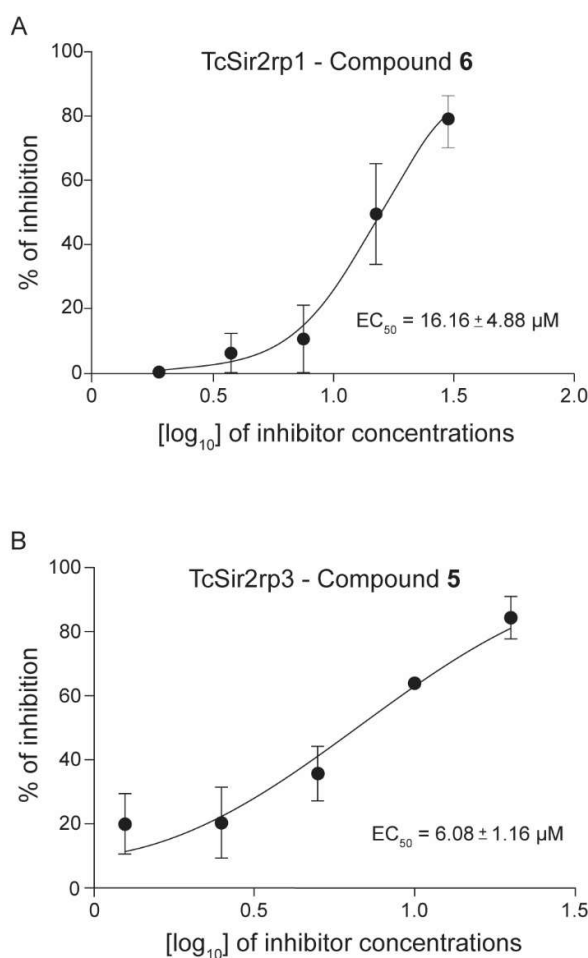 A
TcSir2rp1 - Compound 6
100
80
60
40
20
0
% of inhibition
EC50 = 16.16 ± 4.88 µM
0 0.5 1.0 1.5 2.0
[log10] of inhibitor concentrations
B
TcSir2rp3 - Compound 5
100
80
60
40
20
0
% of inhibition
EC50 = 6.08 ± 1.16 µM
0 0.5 1.0 1.5
[log10] of inhibitor concentrations